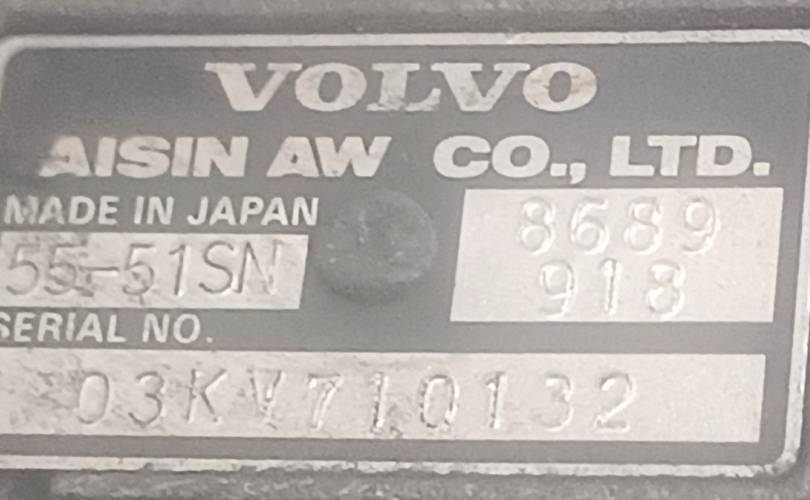 VOLVO
AISIN AW CO., LTD.
MADE IN JAPAN
55-51SN
8689
918
SERIAL NO.
03KV710132